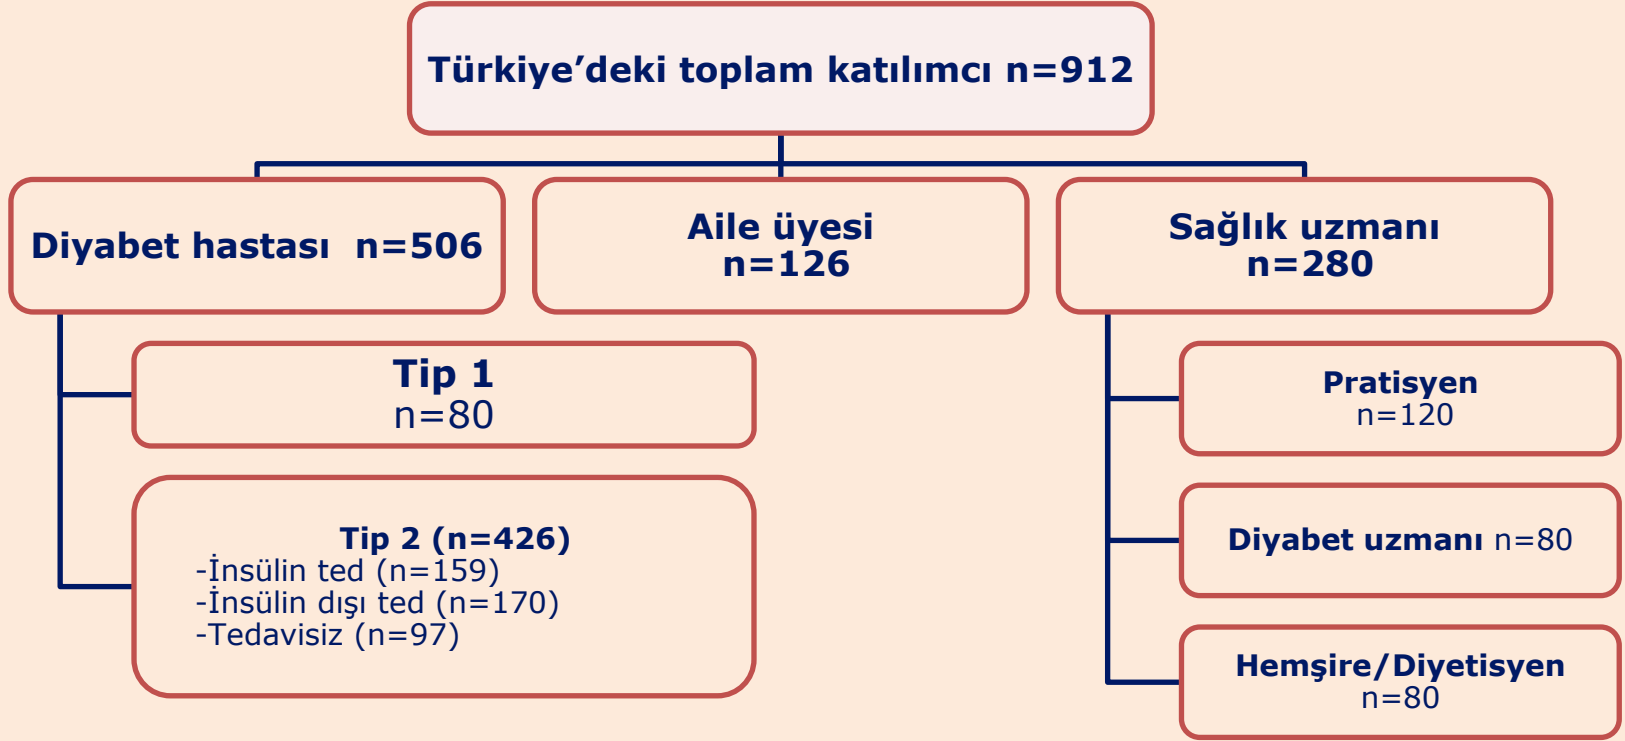 Türkiye’deki toplam katılımcı n=912
Diyabet hastası  n=506
Aile üyesi
n=126
Sağlık uzmanı
n=280
Tip 1
n=80
Tip 2 (n=426)
-İnsülin ted (n=159)
-İnsülin dışı ted (n=170)
-Tedavisiz (n=97)
Pratisyen
n=120
Diyabet uzmanı n=80
Hemşire/Diyetisyen
n=80